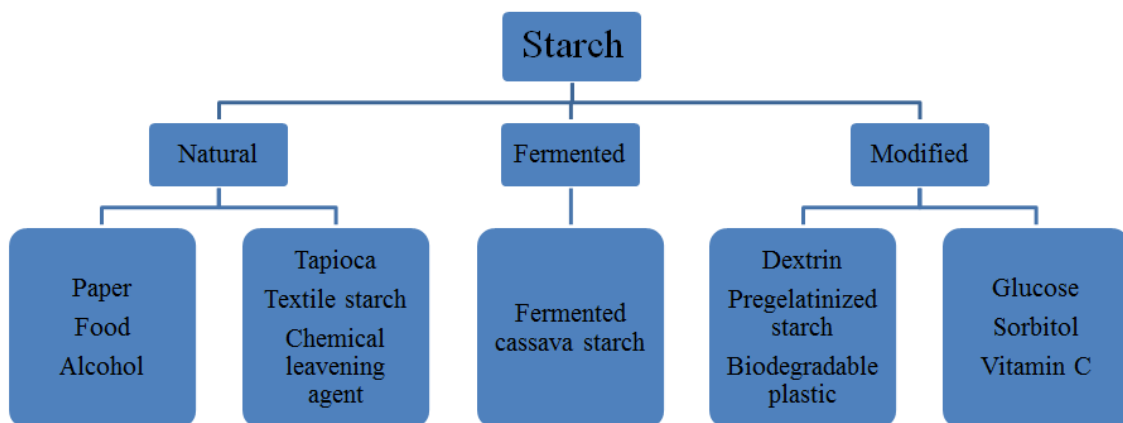 Starch
Natural
Fermented
Modified
Paper
Food
Alcohol
Tapioca
Textile starch
Chemical
leavening
agent
Fermented
cassava starch
Dextrin
Pregelatinized
starch
Biodegradable
plastic
Glucose
Sorbitol
Vitamin C